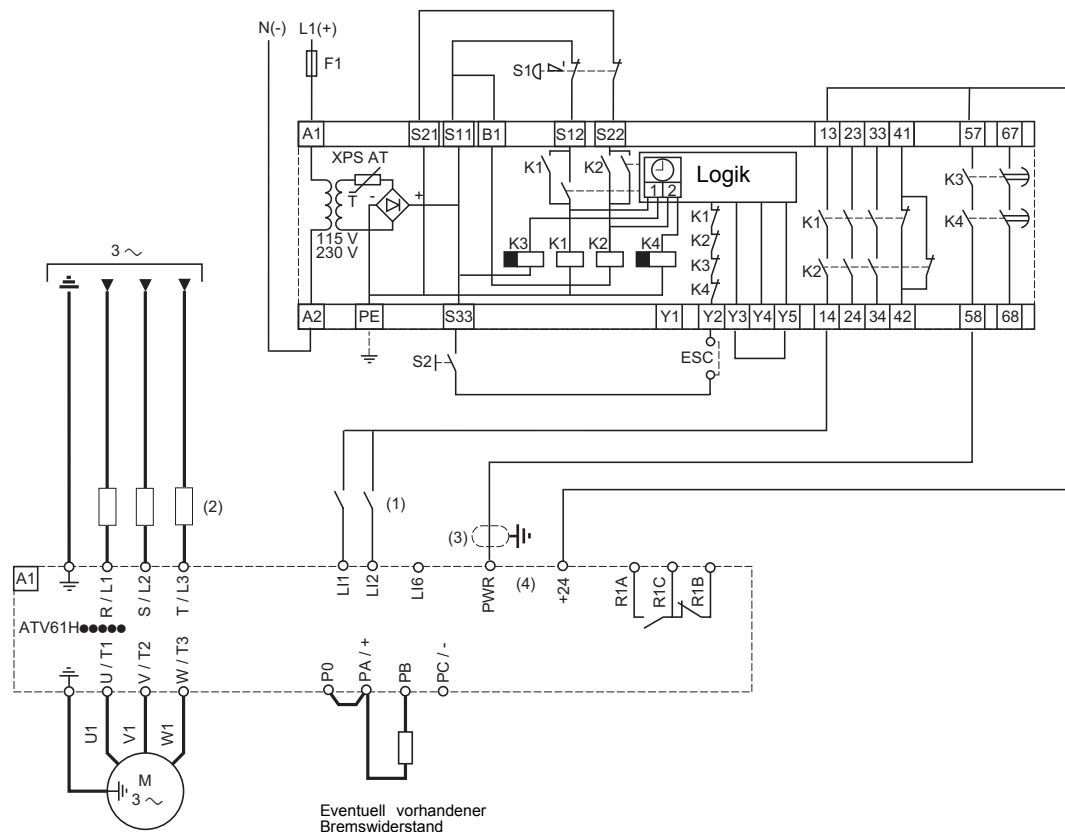 N(-) L1(+)
F1
S1
A1 S21 S11 B1 S12 S22 13 23 33 41 57 67
XPS AT
T - +
115 V
230 V
K1 K2
Logik
1 2
K3 K1 K2 K4
K1
K2
K3
K4
K1
K2
K3
K4
A2 PE S33 Y1 Y2 Y3 Y4 Y5 14 24 34 42 58 68
S2
ESC
3 ~
(1)
(2)
(3)
(4)
A1
R / L1
S / L2
T / L3
LI1
LI2
LI6
PWR
+24
R1A
R1C
R1B
ATV61H●●●●●
U / T1
V / T2
W / T3
P0
PA / +
PB
PC / -
U1
V1
W1
M
3 ~
Eventuell vorhandener
Bremswiderstand